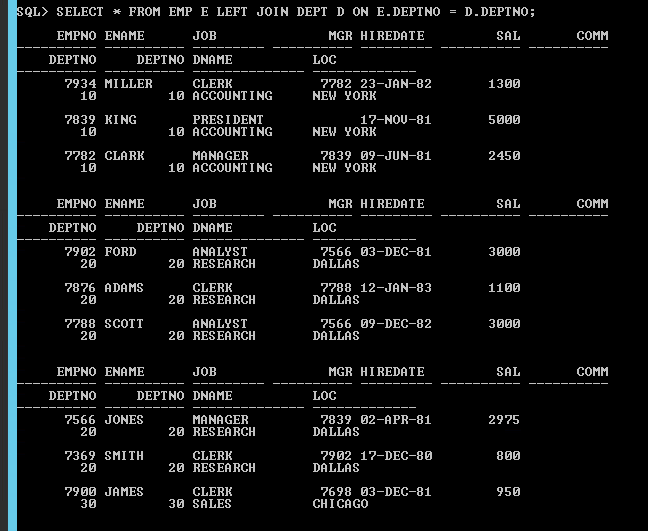 SQL> SELECT * FROM EMP E LEFT JOIN DEPT D ON E.DEPTNO = D.DEPTNO;
EMPNO ENAME JOB MGR HIREDATE SAL COMM
DEPTNO DEPTNO DNAME LOC
7934 MILLER CLERK 7782 23-JAN-82 1300
10 10 ACCOUNTING NEW YORK
7839 KING PRESIDENT 17-NOV-81 5000
10 10 ACCOUNTING NEW YORK
7782 CLARK MANAGER 7839 09-JUN-81 2450
10 10 ACCOUNTING NEW YORK
EMPNO ENAME JOB MGR HIREDATE SAL COMM
DEPTNO DEPTNO DNAME LOC
7902 FORD ANALYST 7566 03-DEC-81 3000
20 20 RESEARCH DALLAS
7876 ADAMS CLERK 7788 12-JAN-83 1100
20 20 RESEARCH DALLAS
7788 SCOTT ANALYST 7566 09-DEC-82 3000
20 20 RESEARCH DALLAS
EMPNO ENAME JOB MGR HIREDATE SAL COMM
DEPTNO DEPTNO DNAME LOC
7566 JONES MANAGER 7839 02-APR-81 2975
20 20 RESEARCH DALLAS
7369 SMITH CLERK 7902 17-DEC-80 800
20 20 RESEARCH DALLAS
7900 JAMES CLERK 7698 03-DEC-81 950
30 30 SALES CHICAGO